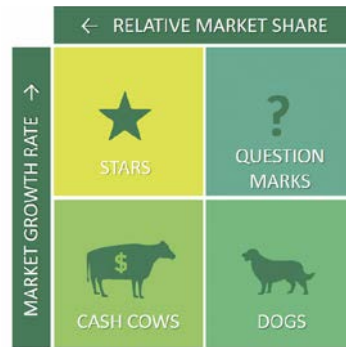 ← RELATIVE MARKET SHARE
MARKET GROWTH RATE →
STARS
?
QUESTION
MARKS
$
CASH COWS
DOGS